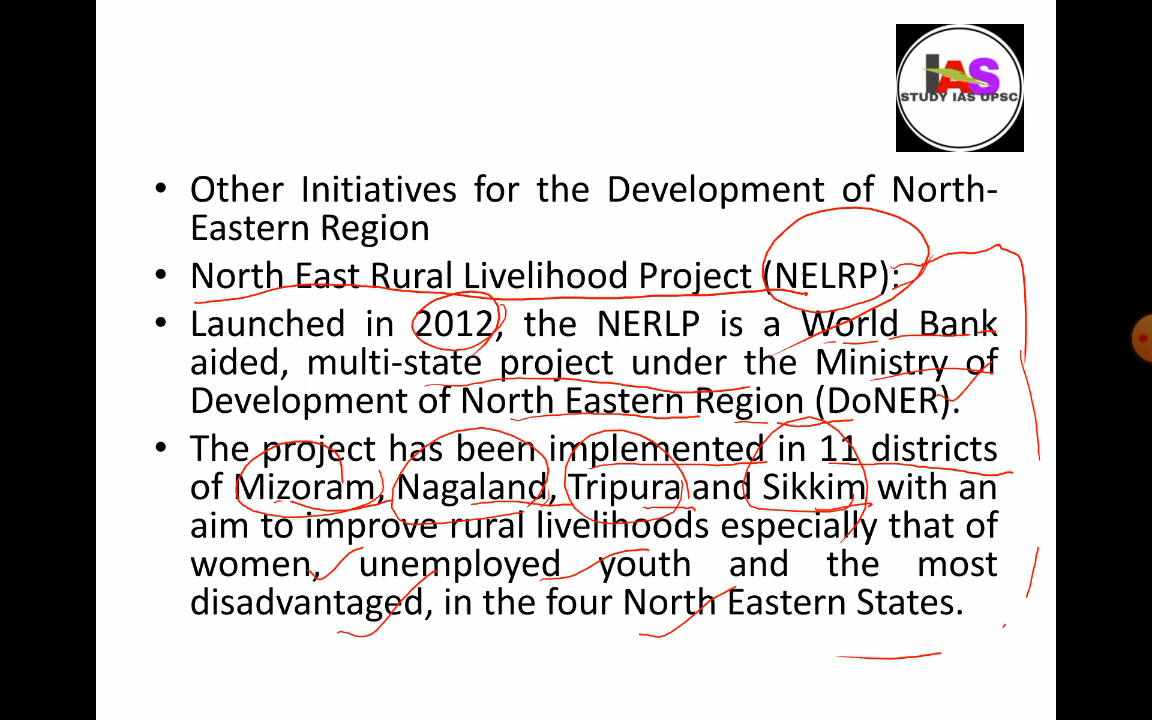 IAS
STUDY IAS UPSC
• Other Initiatives for the Development of North-
Eastern Region
• North East Rural Livelihood Project (NELRP):
• Launched in 2012, the NERLP is a World Bank
aided, multi-state project under the Ministry of
Development of North Eastern Region (DoNER).
• The project has been implemented in 11 districts
of Mizoram, Nagaland, Tripura and Sikkim with an
aim to improve rural livelihoods especially that of
women, unemployed youth and the most
disadvantaged, in the four North Eastern States.